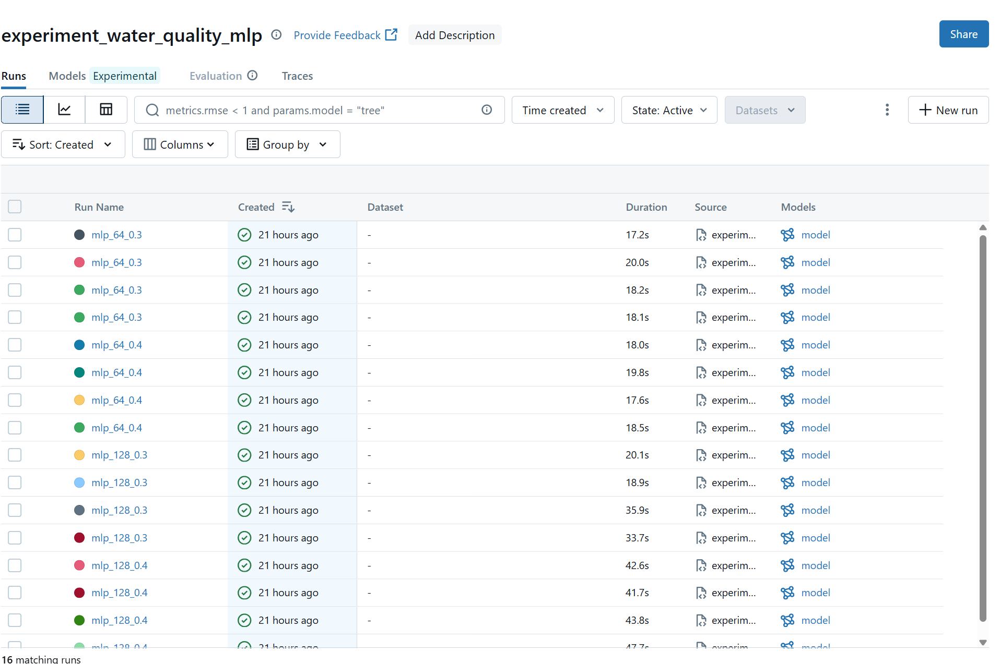 experiment_water_quality_mlp Provide Feedback Add Description Share
Runs Models Experimental Evaluation Traces
metrics.rmse < 1 and params.model = "tree" Time created State: Active Datasets New run
Sort: Created Columns Group by
Run Name Created Dataset Duration Source Models
mlp_64_0.3 21 hours ago - 17.2s experim... model
mlp_64_0.3 21 hours ago - 20.0s experim... model
mlp_64_0.3 21 hours ago - 18.2s experim... model
mlp_64_0.3 21 hours ago - 18.1s experim... model
mlp_64_0.4 21 hours ago - 18.0s experim... model
mlp_64_0.4 21 hours ago - 19.8s experim... model
mlp_64_0.4 21 hours ago - 17.6s experim... model
mlp_64_0.4 21 hours ago - 18.5s experim... model
mlp_128_0.3 21 hours ago - 20.1s experim... model
mlp_128_0.3 21 hours ago - 18.9s experim... model
mlp_128_0.3 21 hours ago - 35.9s experim... model
mlp_128_0.3 21 hours ago - 33.7s experim... model
mlp_128_0.4 21 hours ago - 42.6s experim... model
mlp_128_0.4 21 hours ago - 41.7s experim... model
mlp_128_0.4 21 hours ago - 43.8s experim... model
mlp_128_0.4 21 hours ago 47.7s experim model
16 matching runs